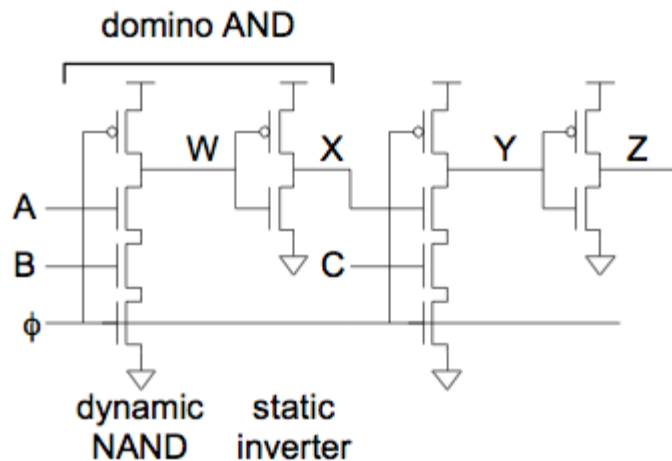 domino AND
W
X
Y
Z
A
B
C
ϕ
dynamic
NAND
static
inverter